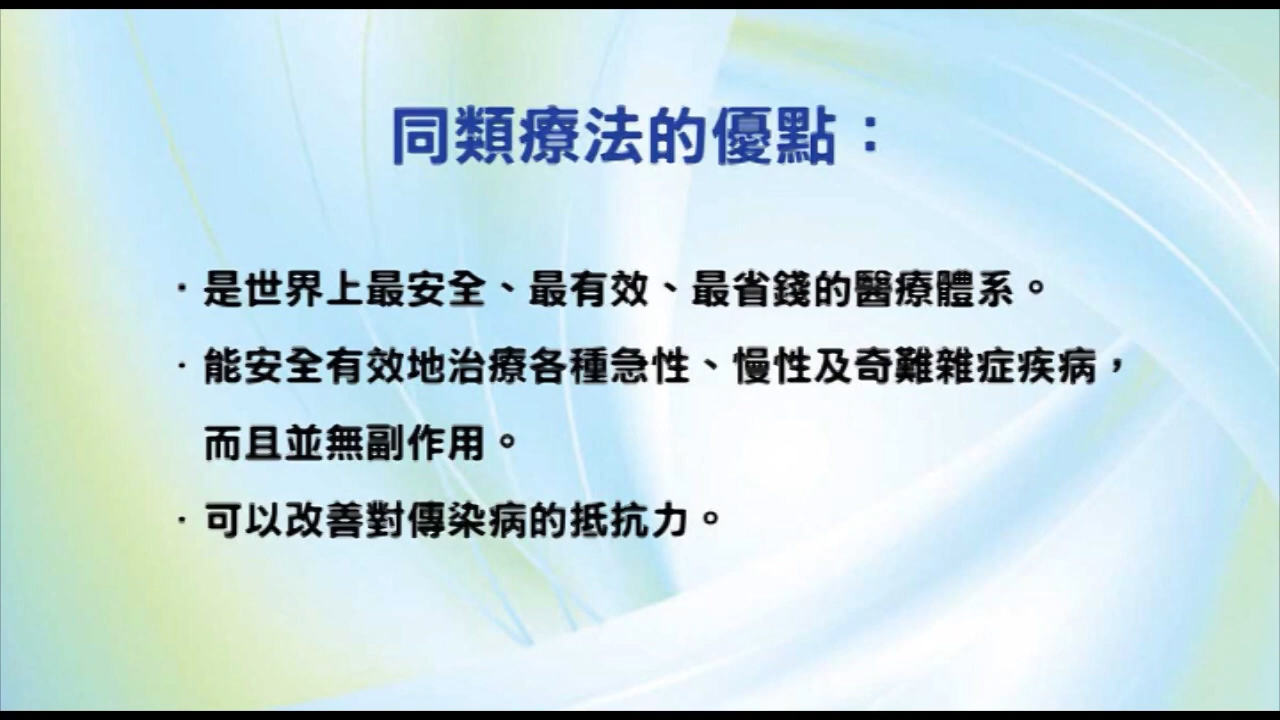 同類療法的優點：
·是世界上最安全、最有效、最省錢的醫療體系。
·能安全有效地治療各種急性、慢性及奇難雜症疾病，
而且並無副作用。
·可以改善對傳染病的抵抗力。